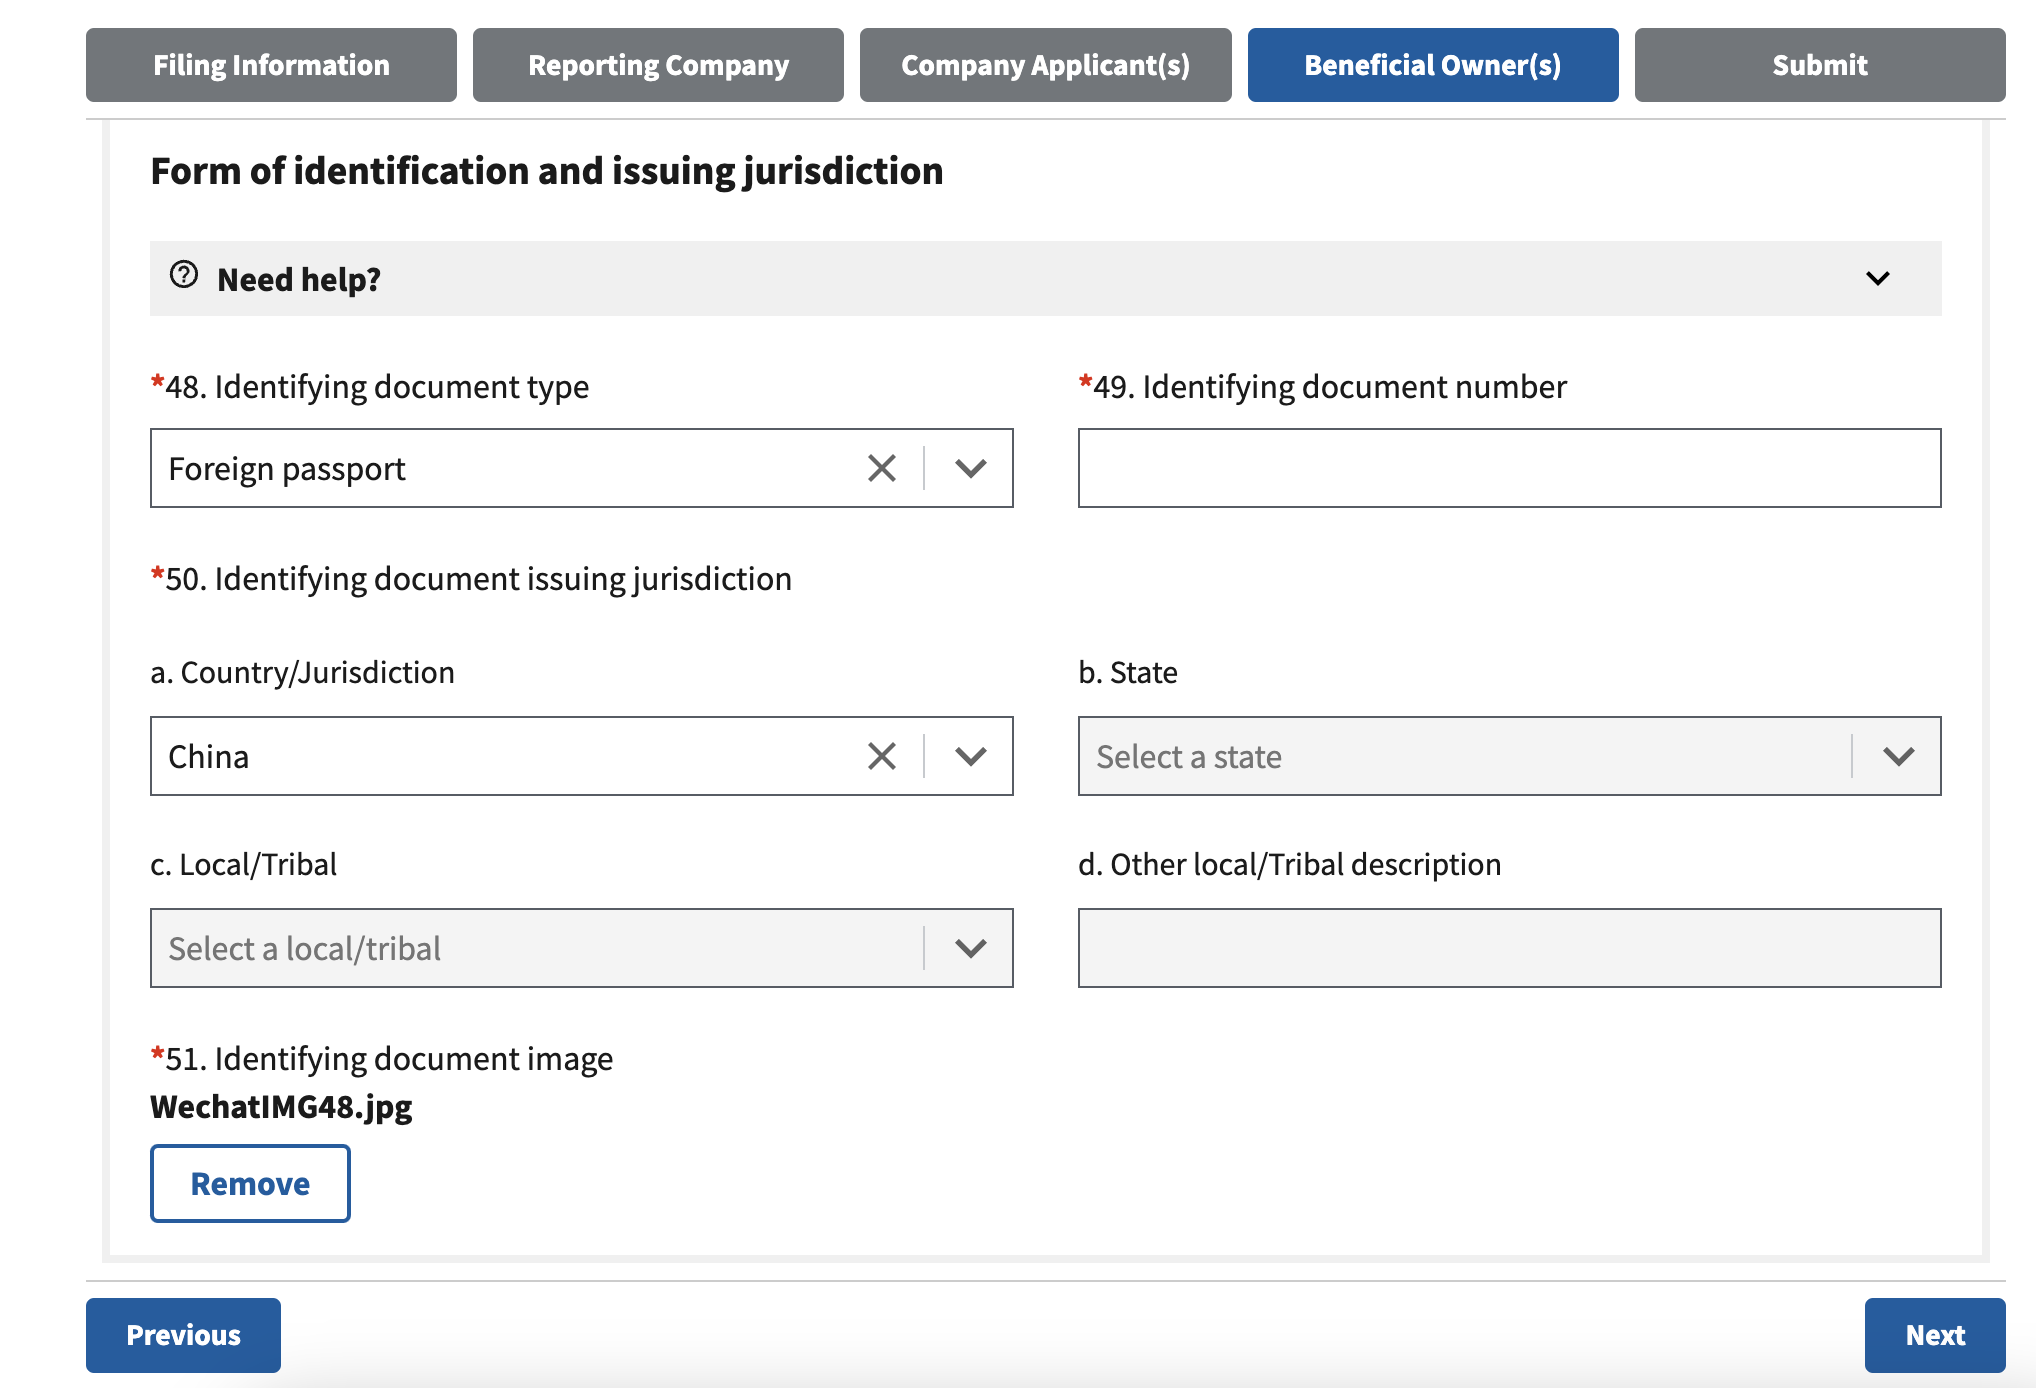 Filing Information
Reporting Company
Company Applicant(s)
Beneficial Owner(s)
Submit
Form of identification and issuing jurisdiction
Need help?
*48. Identifying document type
*49. Identifying document number
Foreign passport
*50. Identifying document issuing jurisdiction
a. Country/Jurisdiction
b. State
China
Select a state
c. Local/Tribal
d. Other local/Tribal description
Select a local/tribal
*51. Identifying document image
WechatIMG48.jpg
Remove
Previous
Next